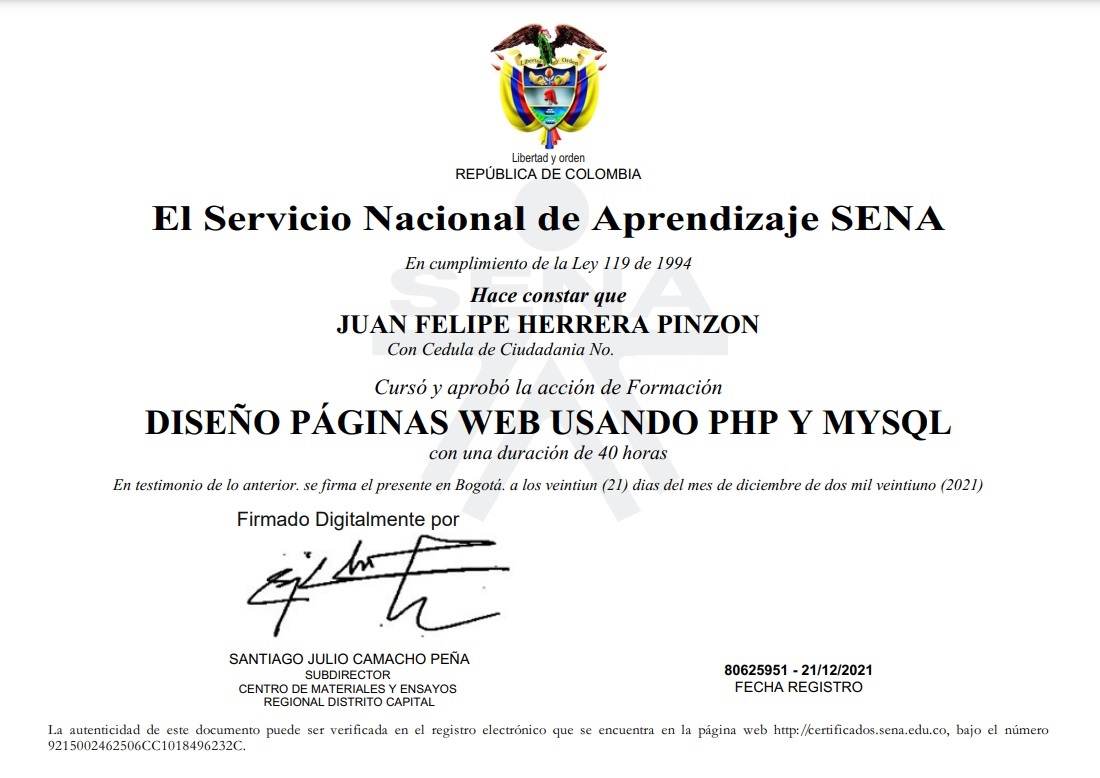 Libertad y Orden
Libertad y orden
REPÚBLICA DE COLOMBIA
El Servicio Nacional de Aprendizaje SENA
En cumplimiento de la Ley 119 de 1994
SENA
Hace constar que
JUAN FELIPE HERRERA PINZON
Con Cedula de Ciudadania No.
Cursó y aprobó la acción de Formación
DISEÑO PÁGINAS WEB USANDO PHP Y MYSQL
con una duración de 40 horas
En testimonio de lo anterior. se firma el presente en Bogotá. a los veintiun (21) dias del mes de diciembre de dos mil veintiuno (2021)
Firmado Digitalmente por
SANTIAGO JULIO CAMACHO PEÑA
SUBDIRECTOR
CENTRO DE MATERIALES Y ENSAYOS
REGIONAL DISTRITO CAPITAL
80625951 - 21/12/2021
FECHA REGISTRO
La autenticidad de este documento puede ser verificada en el registro electrónico que se encuentra en la página web http://certificados.sena.edu.co, bajo el número
9215002462506CC1018496232C.